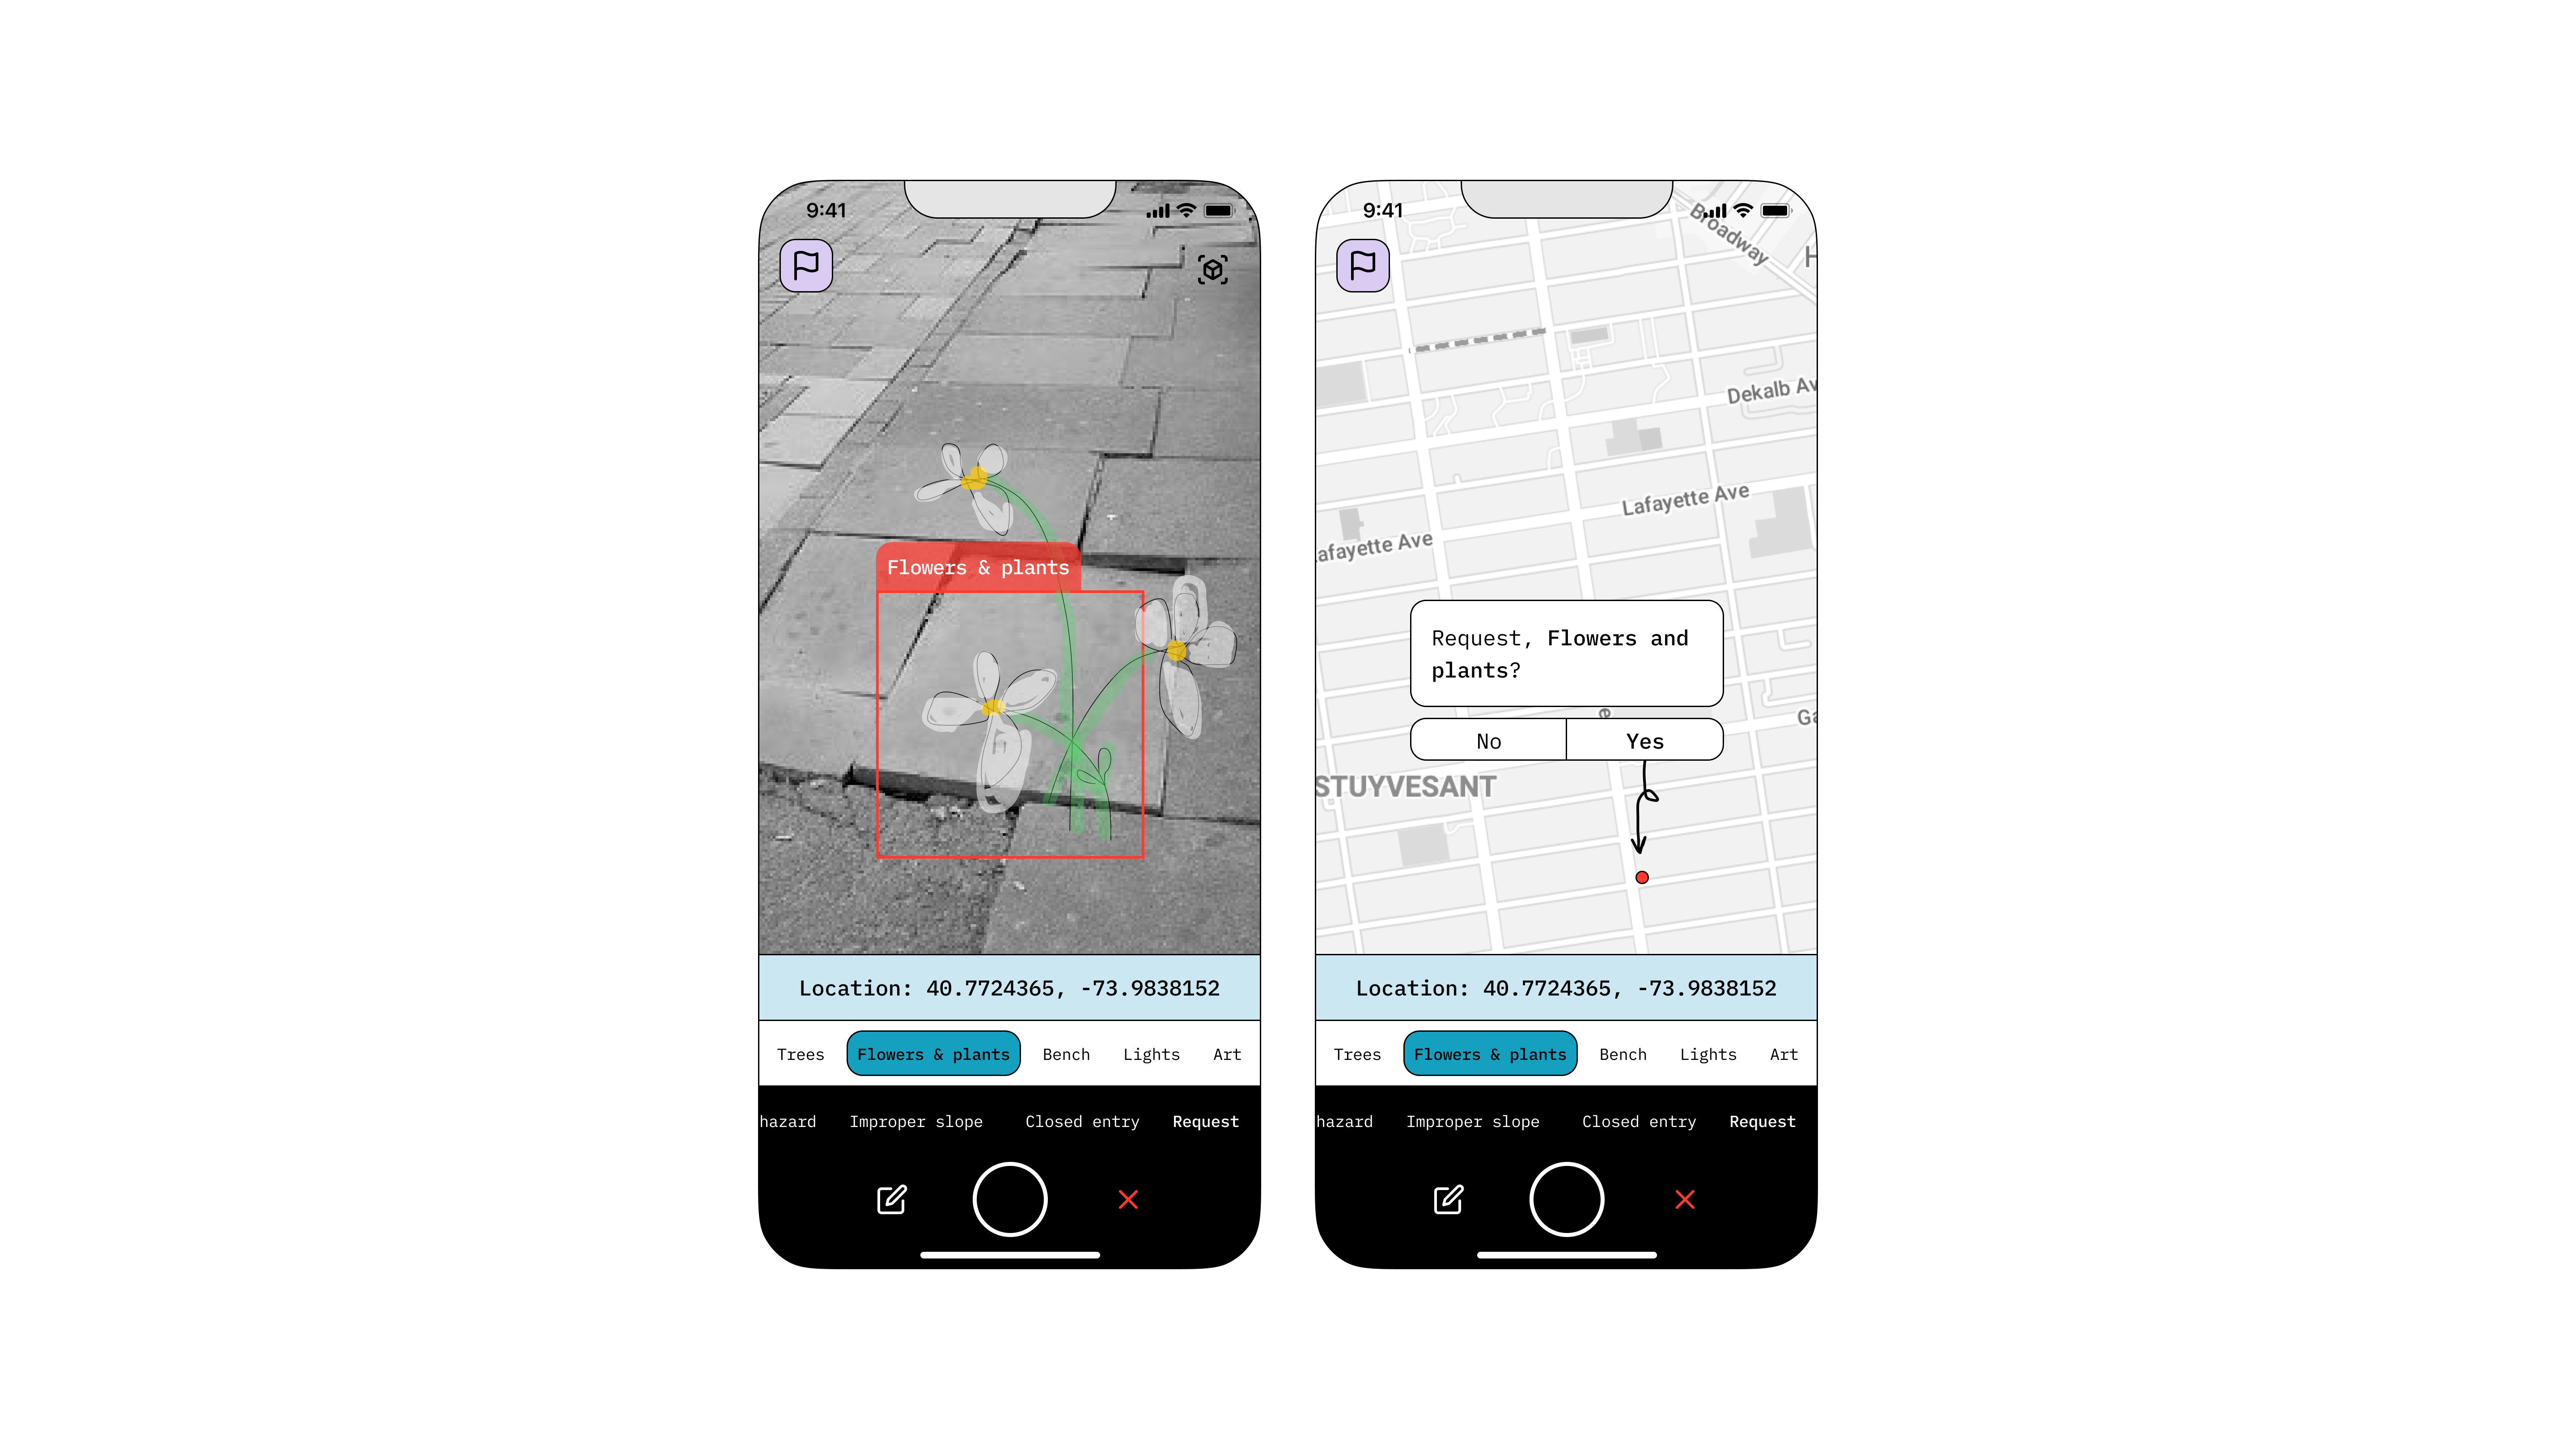 9:41
Flowers & plants
Location: 40.7724365, -73.9838152
Trees Flowers & plants Bench Lights Art
hazard Improper slope Closed entry Request
9:41
Broadway
H
Dekalb Av
Lafayette Ave
afayette Ave
Request, Flowers and
plants?
e
Ga
No Yes
STUYVESANT
Location: 40.7724365, -73.9838152
Trees Flowers & plants Bench Lights Art
hazard Improper slope Closed entry Request